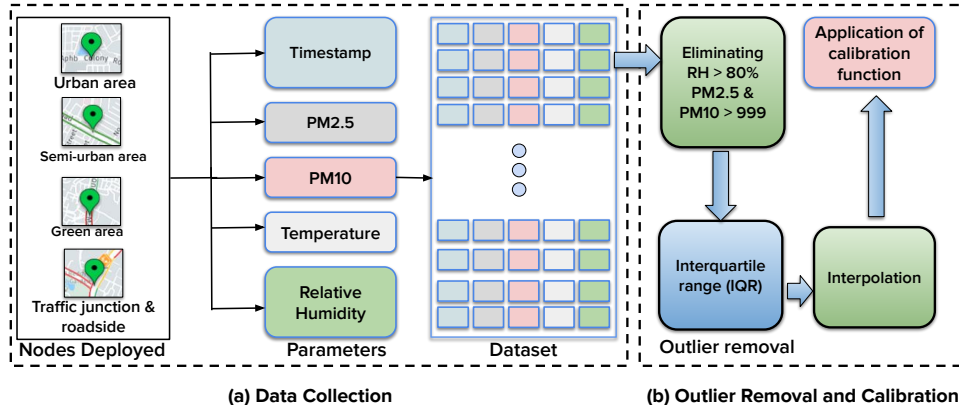 Urban area
Semi-urban area
Green area
Traffic junction &
roadside
Nodes Deployed
Timestamp
PM2.5
PM10
Temperature
Relative
Humidity
Parameters
Dataset
(a) Data Collection
Eliminating
RH > 80%
PM2.5 &
PM10 > 999
Application of
calibration
function
Interquartile
range (IQR)
Interpolation
Outlier removal
(b) Outlier Removal and Calibration